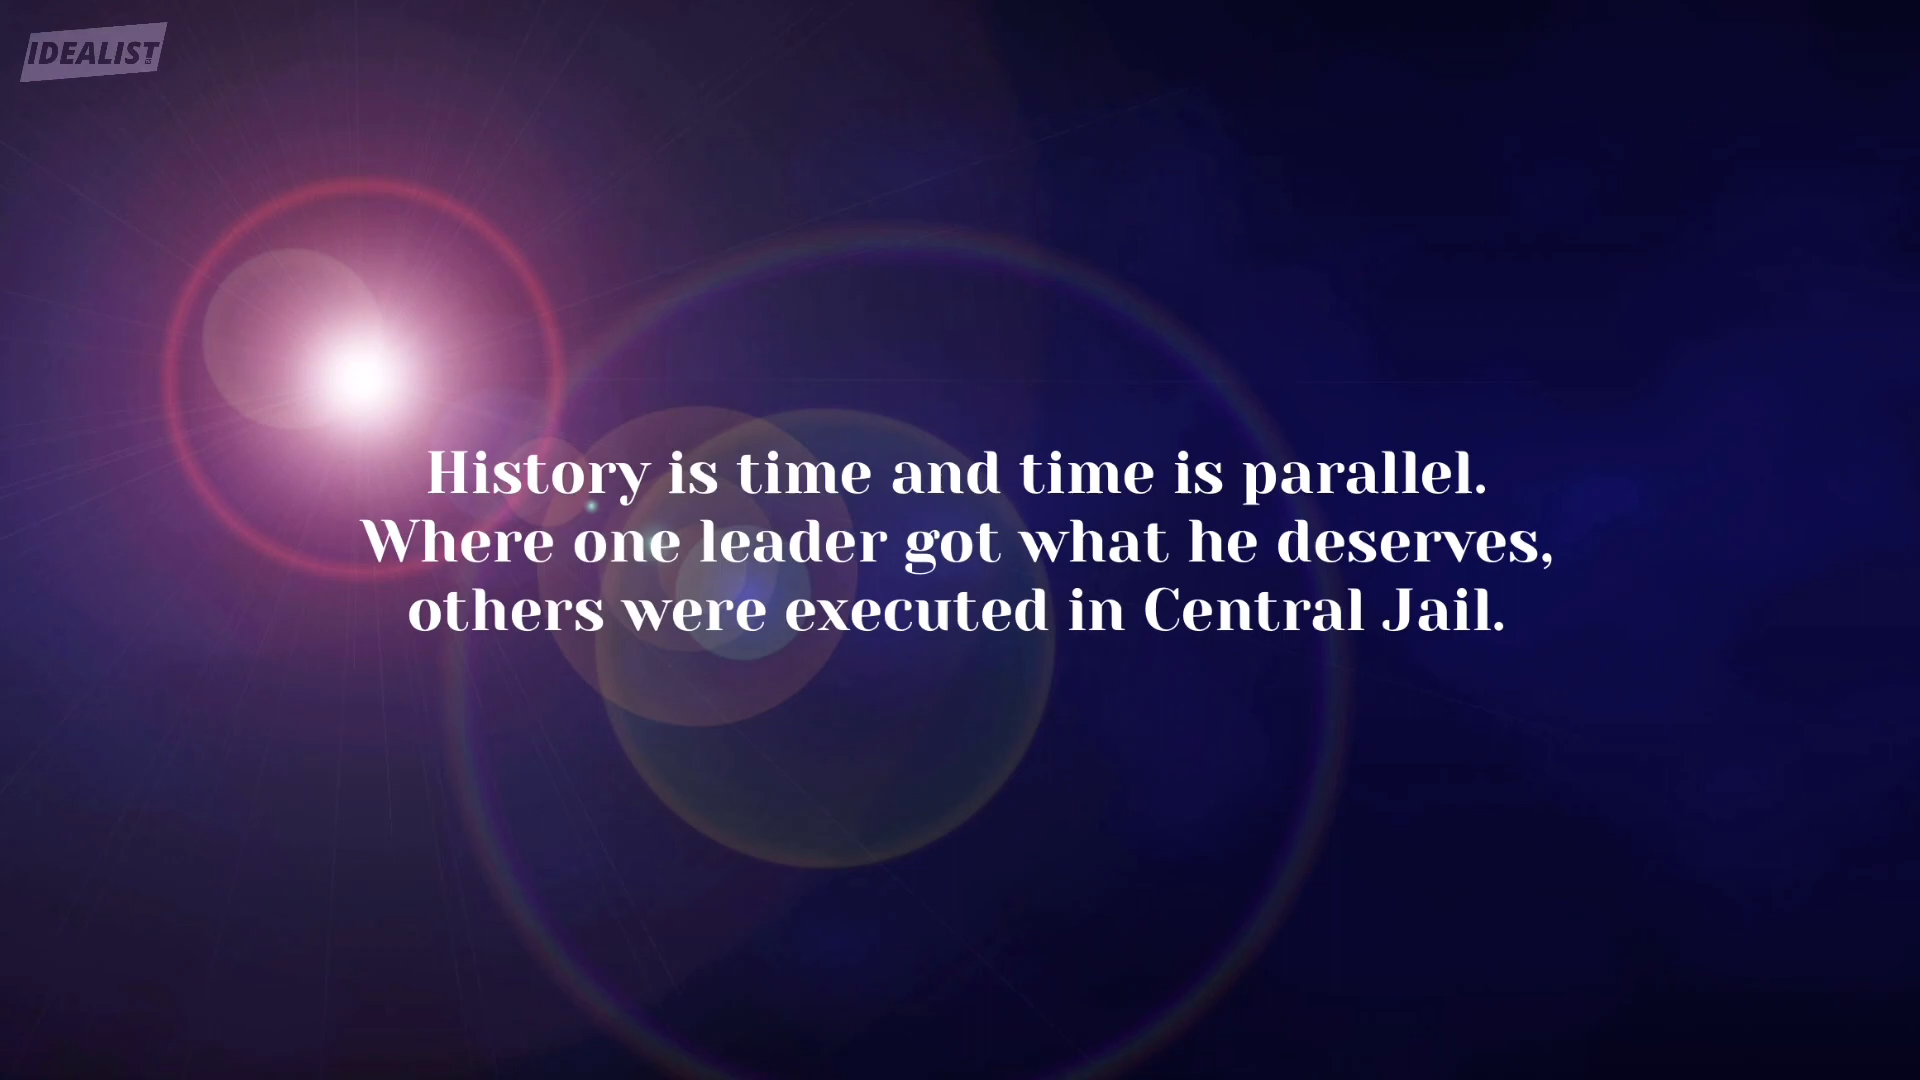 IDEALIST
History is time and time is parallel.
Where one leader got what he deserves,
others were executed in Central Jail.